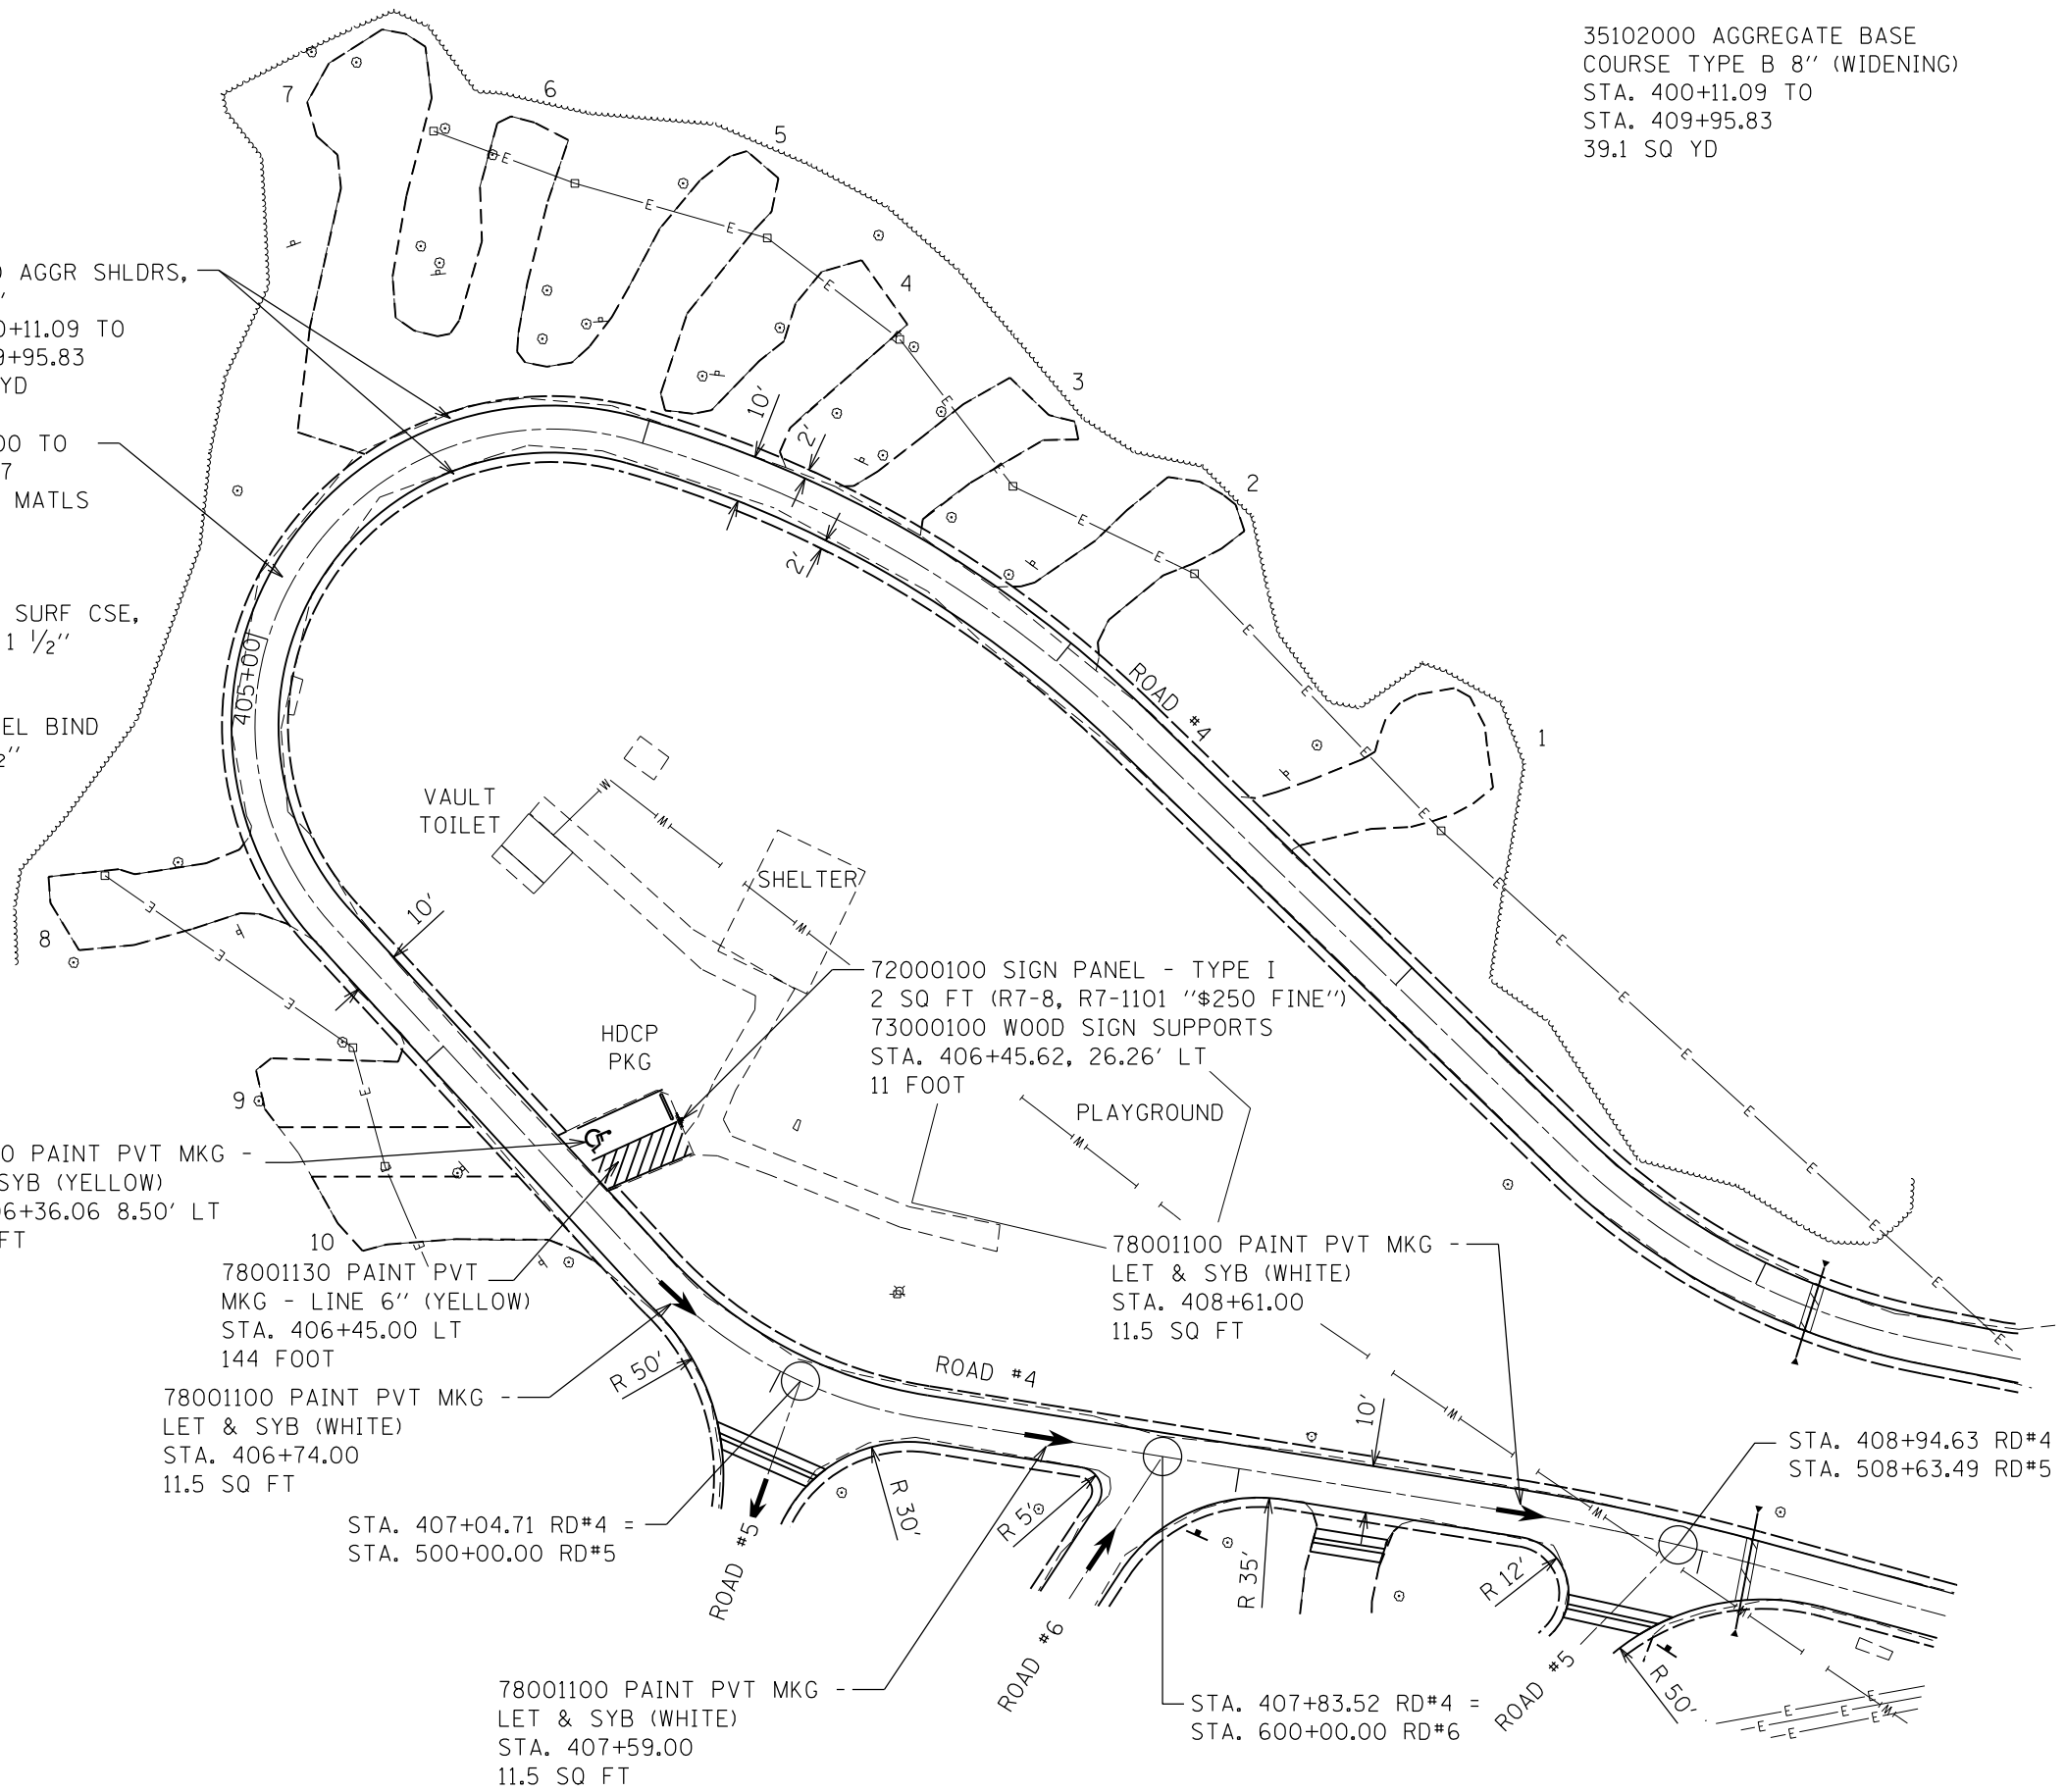 35102000 AGGREGATE BASE
COURSE TYPE B 8" (WIDENING)
STA. 400+11.09 TO
STA. 409+95.83
39.1 SQ YD
7
6
5
4
3
2
1
AGGR SHLDRS,
0+11.09 TO
9+95.83
YD
00 TO
7
MATLS
SURF CSE,
1 1/2"
EL BIND
2"
10'
2'
2'
405+00
ROAD #4
VAULT
TOILET
SHELTER
8
10'
72000100 SIGN PANEL - TYPE I
2 SQ FT (R7-8, R7-1101 "$250 FINE")
73000100 WOOD SIGN SUPPORTS
STA. 406+45.62, 26.26' LT
11 FOOT
HDCP
PKG
PLAYGROUND
9
0 PAINT PVT MKG -
SYB (YELLOW)
06+36.06 8.50' LT
FT
10
78001130 PAINT PVT
MKG - LINE 6" (YELLOW)
STA. 406+45.00 LT
144 FOOT
78001100 PAINT PVT MKG -
LET & SYB (WHITE)
STA. 408+61.00
11.5 SQ FT
78001100 PAINT PVT MKG -
LET & SYB (WHITE)
STA. 406+74.00
11.5 SQ FT
R 50'
ROAD #4
10'
STA. 408+94.63 RD#4
STA. 508+63.49 RD#5
STA. 407+04.71 RD#4 =
STA. 500+00.00 RD#5
ROAD #5
R 30'
R 5'
R 35'
R 12'
ROAD #6
ROAD #5
R 50'
78001100 PAINT PVT MKG -
LET & SYB (WHITE)
STA. 407+59.00
11.5 SQ FT
STA. 407+83.52 RD#4 =
STA. 600+00.00 RD#6
E
E
E
W
W